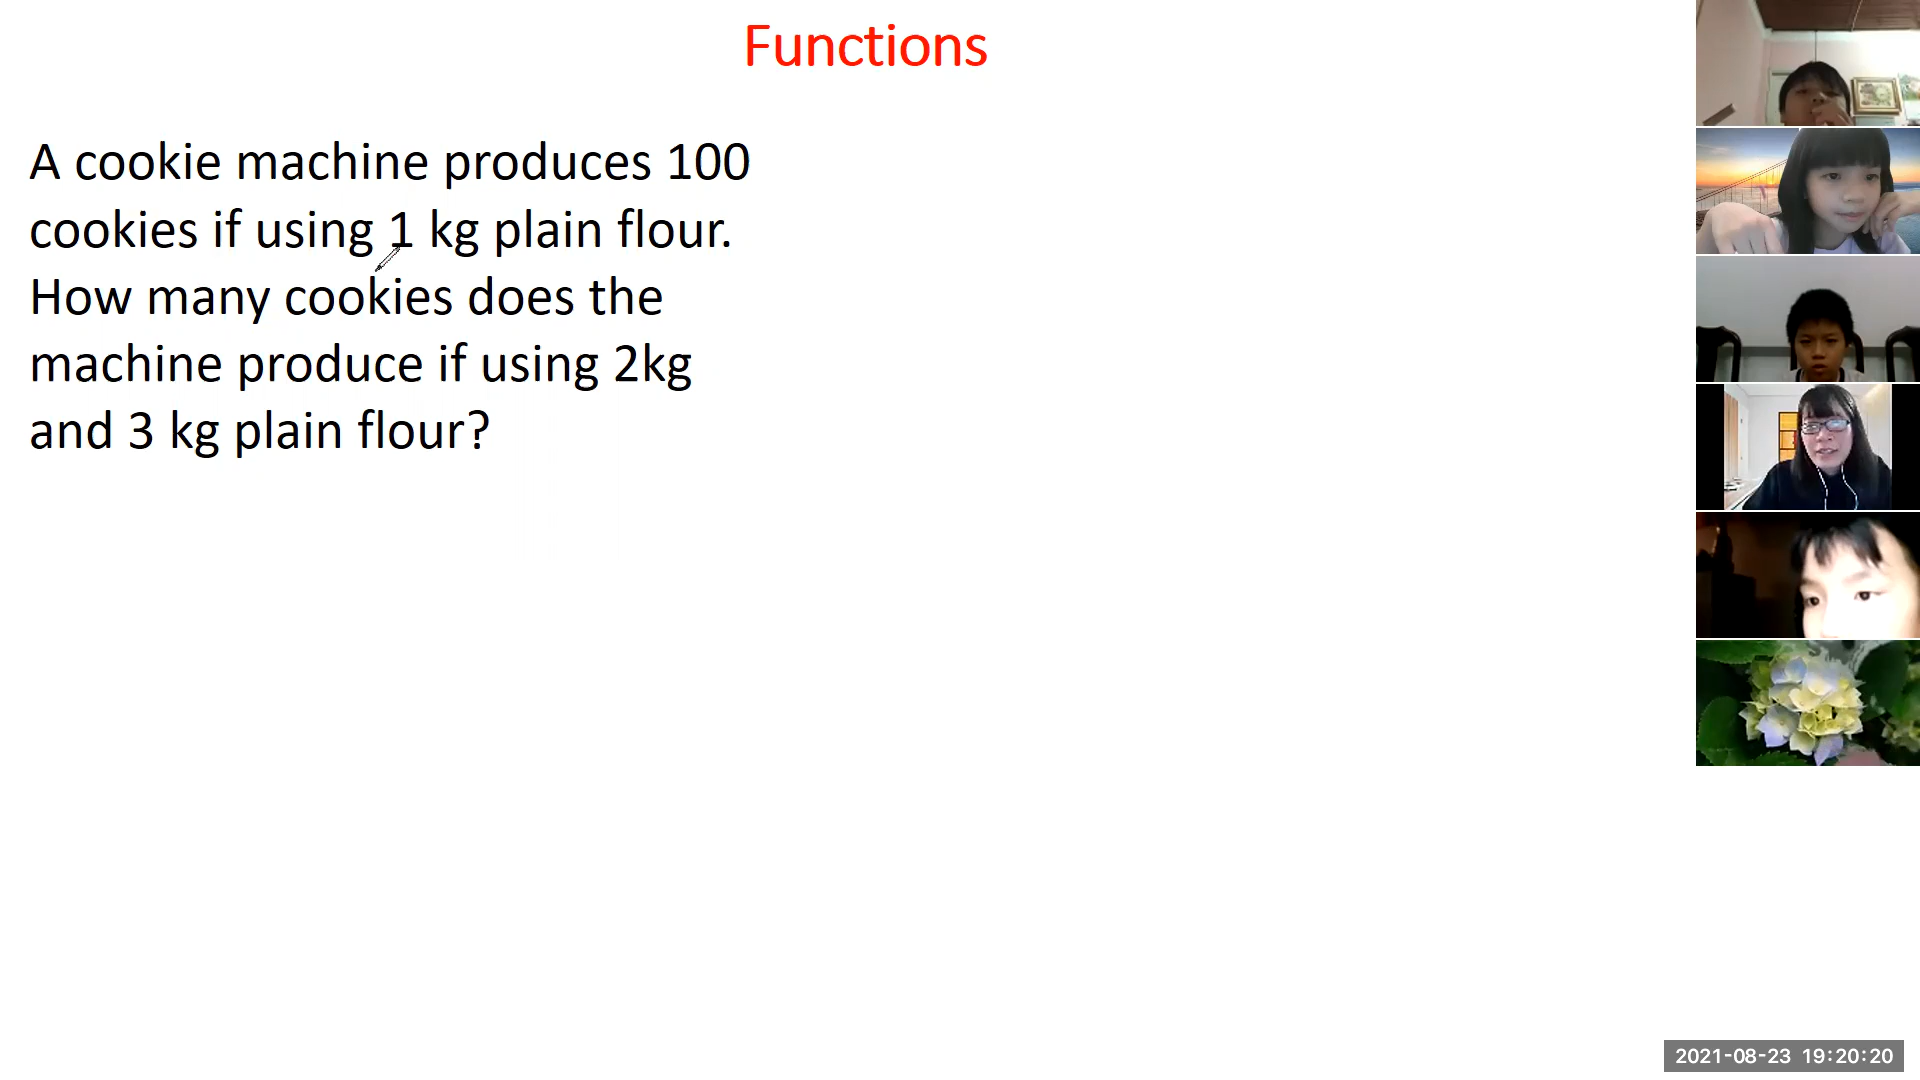 Functions
A cookie machine produces 100
cookies if using 1 kg plain flour.
How many cookies does the
machine produce if using 2kg
and 3 kg plain flour?
2021-08-23 19:20:20